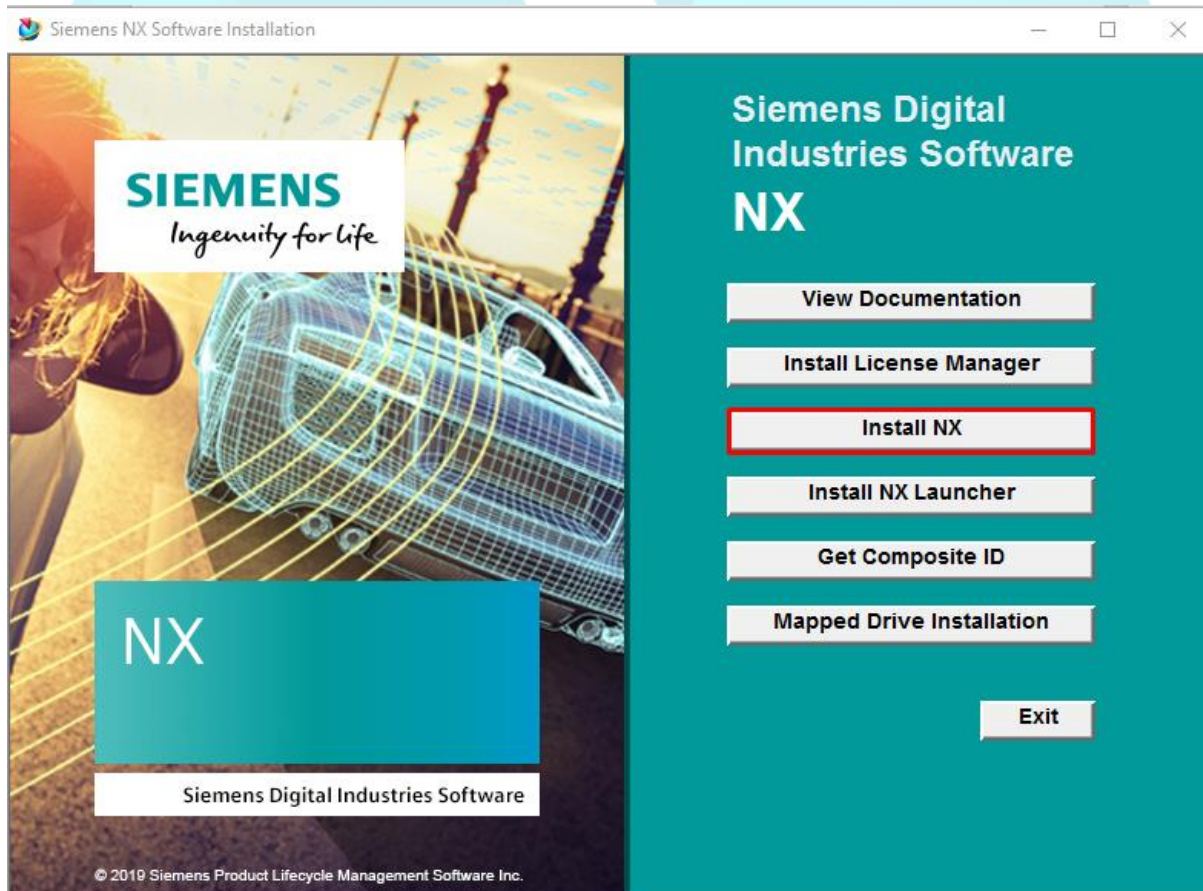 Siemens NX Software Installation
SIEMENS
Ingenuity for life
NX
Siemens Digital Industries Software
© 2019 Siemens Product Lifecycle Management Software Inc.
Siemens Digital
Industries Software
NX
View Documentation
Install License Manager
Install NX
Install NX Launcher
Get Composite ID
Mapped Drive Installation
Exit